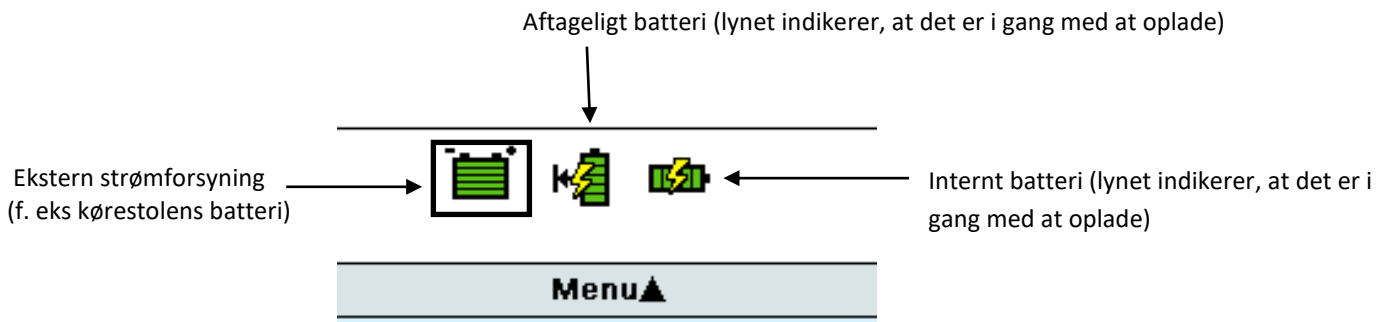 Aftageligt batteri (lynet indikerer, at det er i gang med at oplade)
Ekstern strømforsyning
(f. eks kørestolens batteri)
Internt batteri (lynet indikerer, at det er i
gang med at oplade)
Menu▲